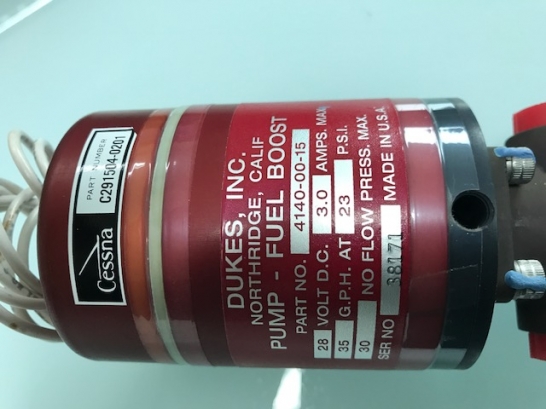 DUKES, INC.
NORTHRIDGE, CALIF
PUMP - FUEL BOOST
PART NO. 4140-00-15
28 VOLT D.C. 3.0 AMPS. MAX.
35 G.P.H. AT 23 P.S.I.
30 NO FLOW PRESS. MAX.
SER NO 38171 MADE IN U.S.A.
Cessna
PART NUMBER
C291504-0201